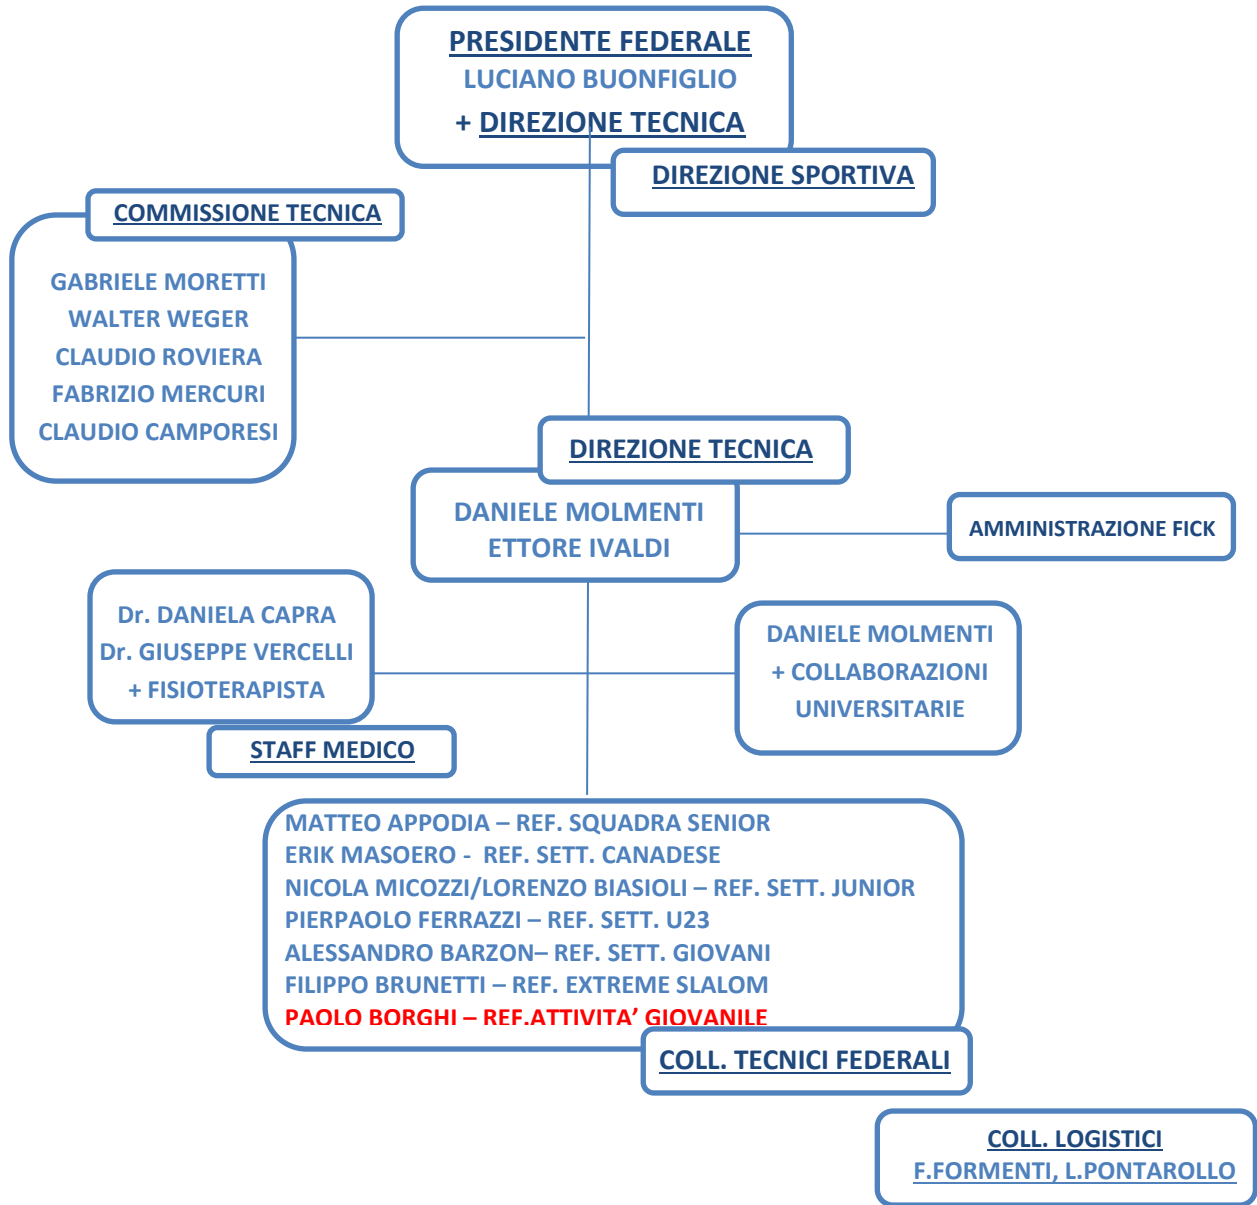 PRESIDENTE FEDERALE
LUCIANO BUONFIGLIO
+ DIREZIONE TECNICA
DIREZIONE SPORTIVA
COMMISSIONE TECNICA
GABRIELE MORETTI
WALTER WEGER
CLAUDIO ROVIERA
FABRIZIO MERCURI
CLAUDIO CAMPORESI
DIREZIONE TECNICA
DANIELE MOLMENTI
ETTORE IVALDI
AMMINISTRAZIONE FICK
Dr. DANIELA CAPRA
Dr. GIUSEPPE VERCELLI
+ FISIOTERAPISTA
STAFF MEDICO
DANIELE MOLMENTI
+ COLLABORAZIONI
UNIVERSITARIE
MATTEO APPODIA – REF. SQUADRA SENIOR
ERIK MASOERO - REF. SETT. CANADESE
NICOLA MICOZZI/LORENZO BIASIOLI – REF. SETT. JUNIOR
PIERPAOLO FERRAZZI – REF. SETT. U23
ALESSANDRO BARZON– REF. SETT. GIOVANI
FILIPPO BRUNETTI – REF. EXTREME SLALOM
PAOLO BORGHI – REF.ATTIVITA’ GIOVANILE
COLL. TECNICI FEDERALI
COLL. LOGISTICI
F.FORMENTI, L.PONTAROLLO